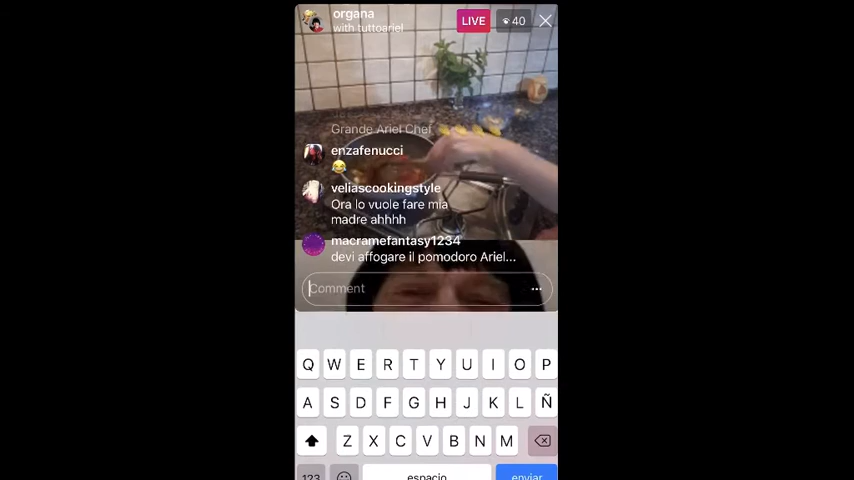 organa
with tuttoariel
LIVE
40
Grande Ariel Chef
enzafenucci
😂
veliascookingstyle
Ora lo vuole fare mia
madre ahhhh
macramefantasy1234
devi affogare il pomodoro Ariel...
Comment
Q W E R T Y U I O P
A S D F G H J K L Ñ
Z X C V B N M
123 espacio enviar